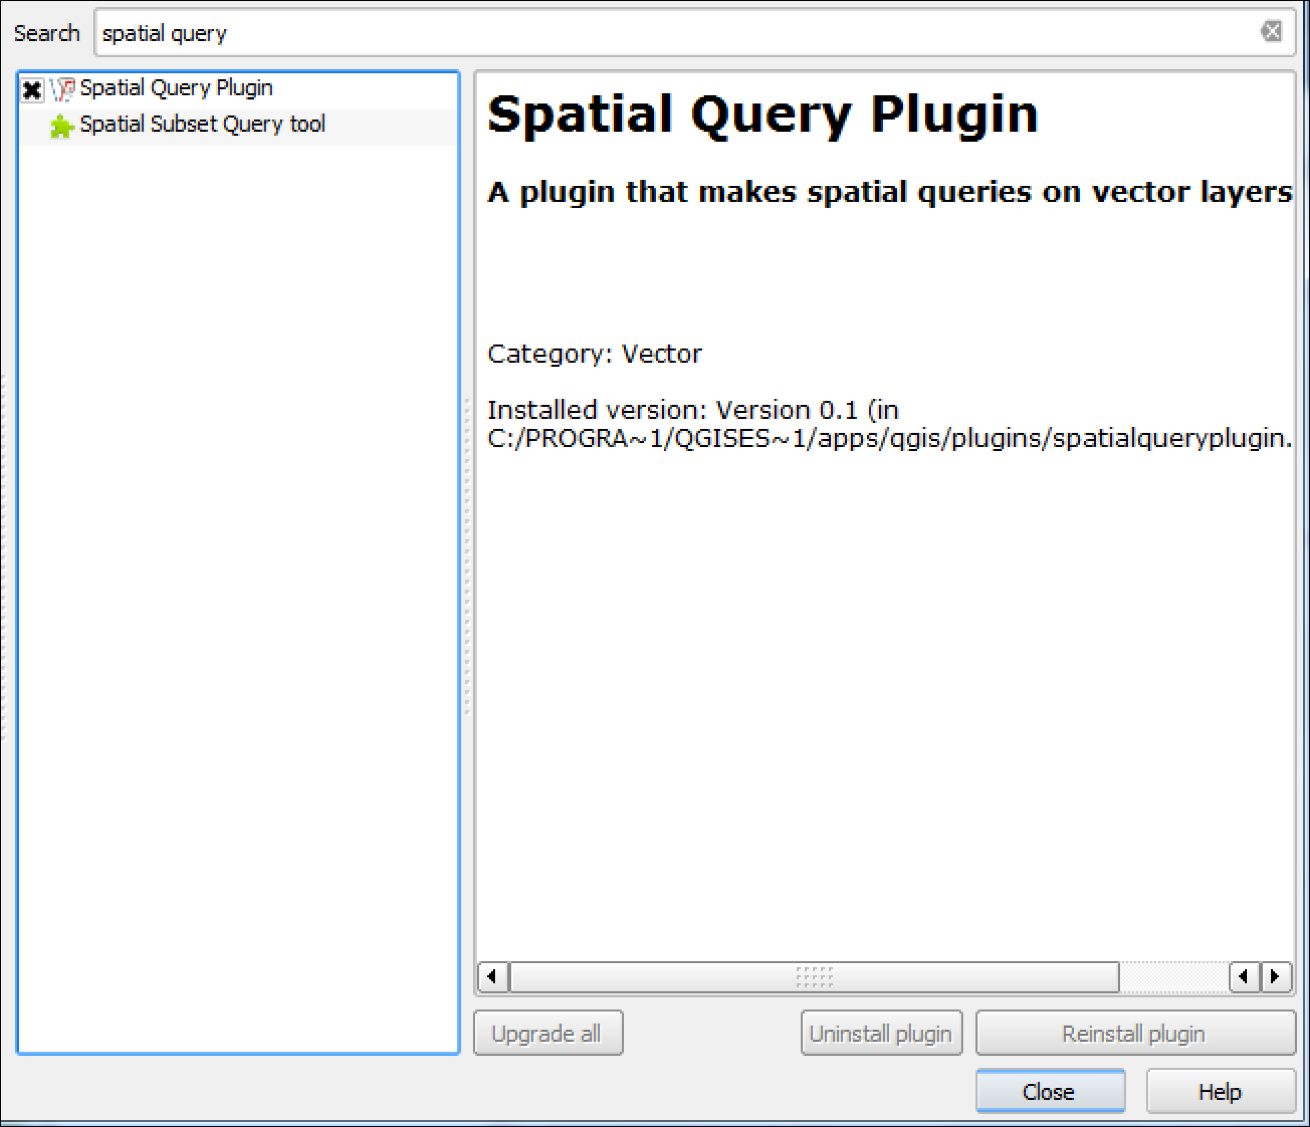 Search
spatial query
Spatial Query Plugin
Spatial Subset Query tool
Spatial Query Plugin
A plugin that makes spatial queries on vector layers
Category: Vector
Installed version: Version 0.1 (in
C:/PROGRA~1/QGISES~1/apps/qgis/plugins/spatialqueryplugin.
Upgrade all
Uninstall plugin
Reinstall plugin
Close
Help